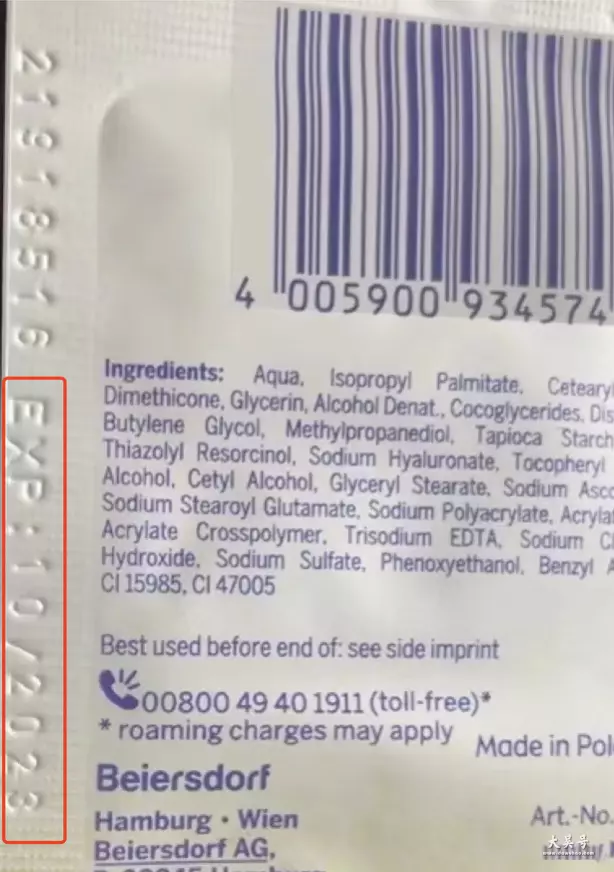 21918516 EXP:10/2023
4 005900 934574
Ingredients: Aqua, Isopropyl Palmitate, Cetearyl
Dimethicone, Glycerin, Alcohol Denat., Cocoglycerides, Dis
Butylene Glycol, Methylpropanediol, Tapioca Starch
Thiazolyl Resorcinol, Sodium Hyaluronate, Tocopheryl
Alcohol, Cetyl Alcohol, Glyceryl Stearate, Sodium Asco
Sodium Stearoyl Glutamate, Sodium Polyacrylate, Acrylat
Acrylate Crosspolymer, Trisodium EDTA, Sodium C
Hydroxide, Sodium Sulfate, Phenoxyethanol, Benzyl A
CI 15985, CI 47005
Best used before end of: see side imprint
00800 49 40 1911 (toll-free)*
* roaming charges may apply
Made in Pol
Beiersdorf
Hamburg • Wien
Art.-No.
Beiersdorf AG,
大昊号